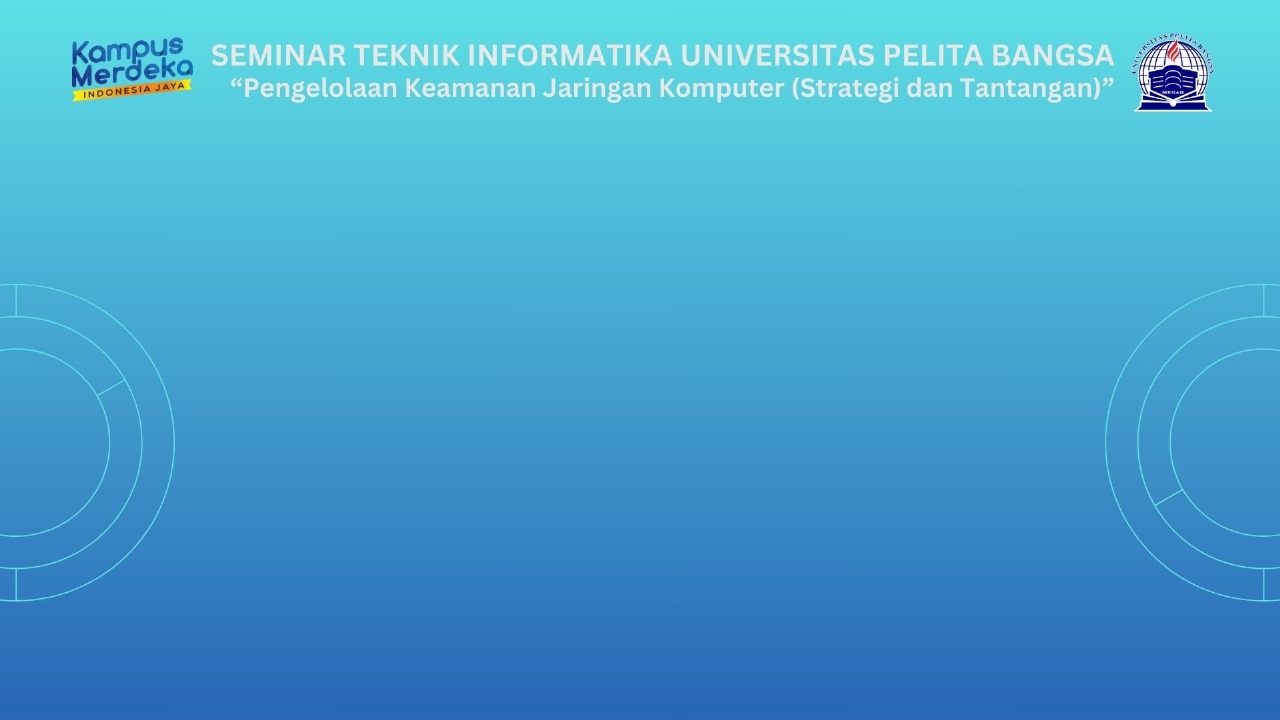 Kampus
Merdeka
INDONESIA JAYA
SEMINAR TEKNIK INFORMATIKA UNIVERSITAS PELITA BANGSA
“Pengelolaan Keamanan Jaringan Komputer (Strategi dan Tantangan)”
UNIVERSITAS PELITA BANGSA
MEGAH